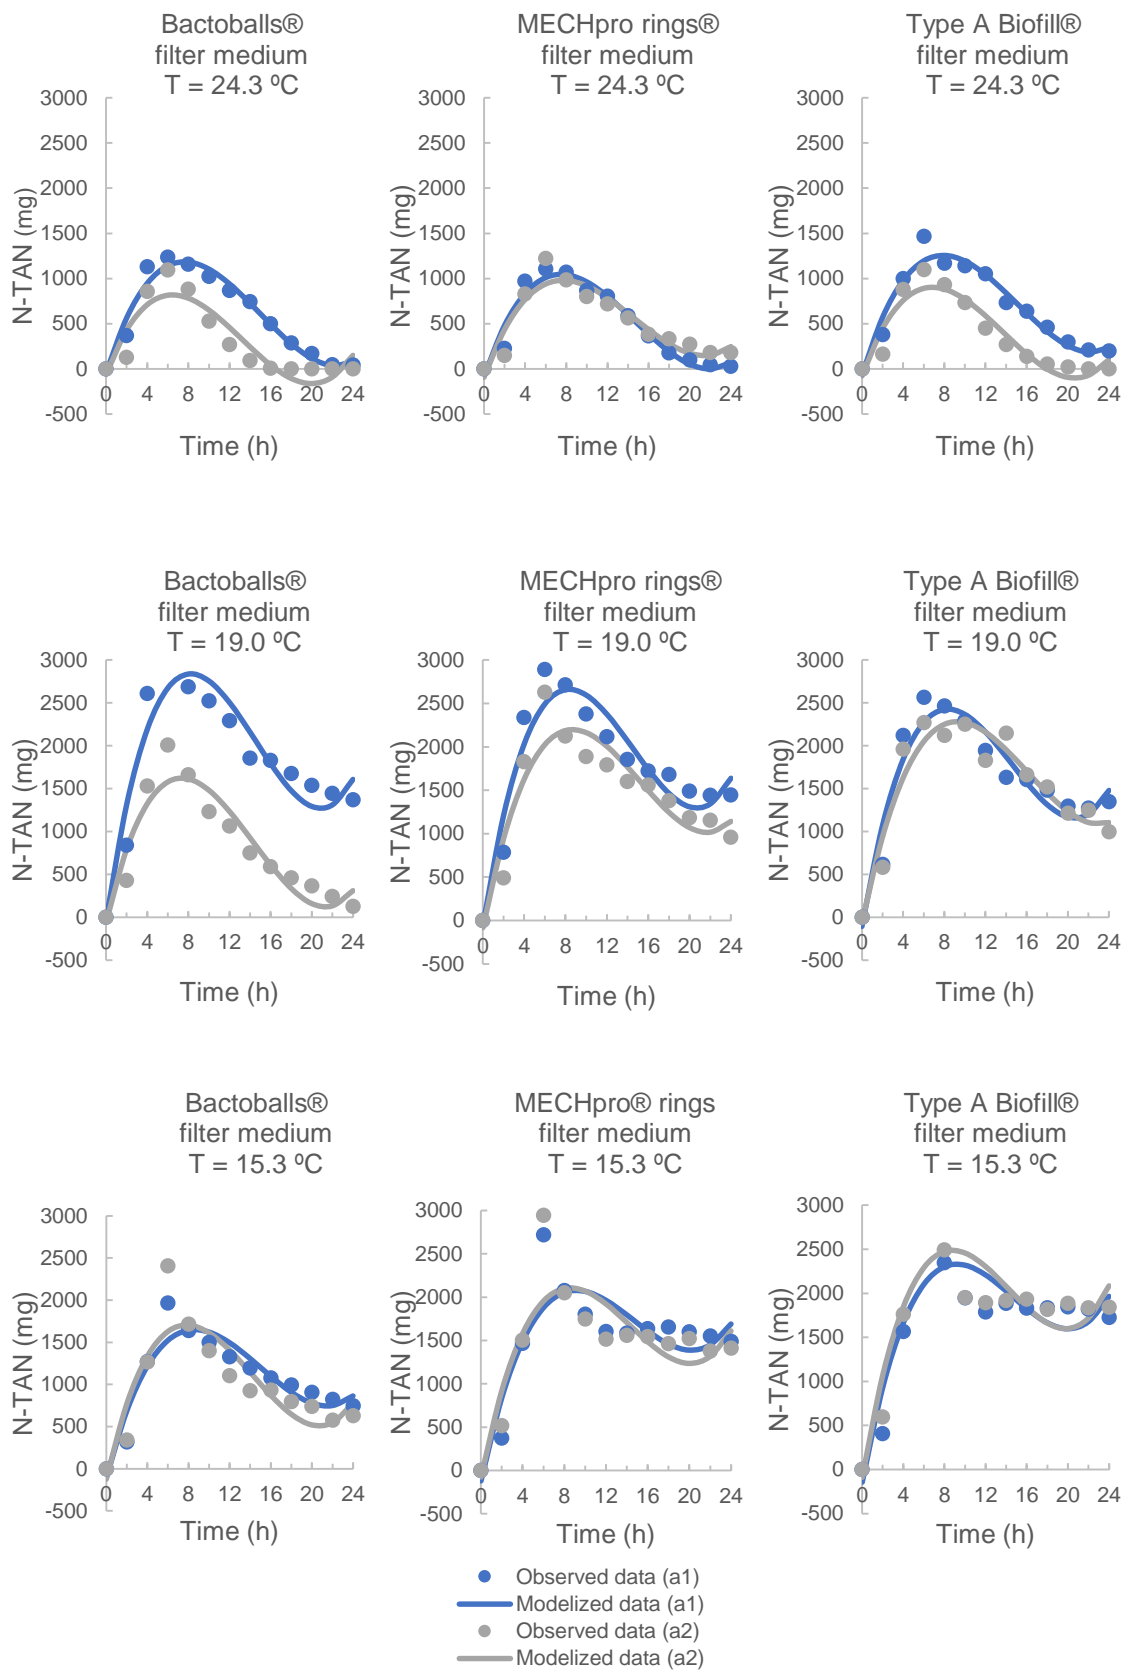 Bactoballs®
filter medium
T = 24.3 ºC
3000
2500
2000
1500
1000
500
0
-500
0 4 8 12 16 20 24
N-TAN (mg)
Time (h)
MECHpro rings®
filter medium
T = 24.3 ºC
3000
2500
2000
1500
1000
500
0
-500
0 4 8 12 16 20 24
N-TAN (mg)
Time (h)
Type A Biofill®
filter medium
T = 24.3 ºC
3000
2500
2000
1500
1000
500
0
-500
0 4 8 12 16 20 24
N-TAN (mg)
Time (h)
Bactoballs®
filter medium
T = 19.0 ºC
3000
2500
2000
1500
1000
500
0
-500
0 4 8 12 16 20 24
N-TAN (mg)
Time (h)
MECHpro rings®
filter medium
T = 19.0 ºC
3000
2500
2000
1500
1000
500
0
-500
0 4 8 12 16 20 24
N-TAN (mg)
Time (h)
Type A Biofill®
filter medium
T = 19.0 ºC
3000
2500
2000
1500
1000
500
0
-500
0 4 8 12 16 20 24
N-TAN (mg)
Time (h)
Bactoballs®
filter medium
T = 15.3 ºC
3000
2500
2000
1500
1000
500
0
-500
0 4 8 12 16 20 24
N-TAN (mg)
Time (h)
MECHpro® rings
filter medium
T = 15.3 ºC
3000
2500
2000
1500
1000
500
0
-500
0 4 8 12 16 20 24
N-TAN (mg)
Time (h)
Type A Biofill®
filter medium
T = 15.3 ºC
3000
2500
2000
1500
1000
500
0
-500
0 4 8 12 16 20 24
N-TAN (mg)
Time (h)
Observed data (a1)
Modelized data (a1)
Observed data (a2)
Modelized data (a2)